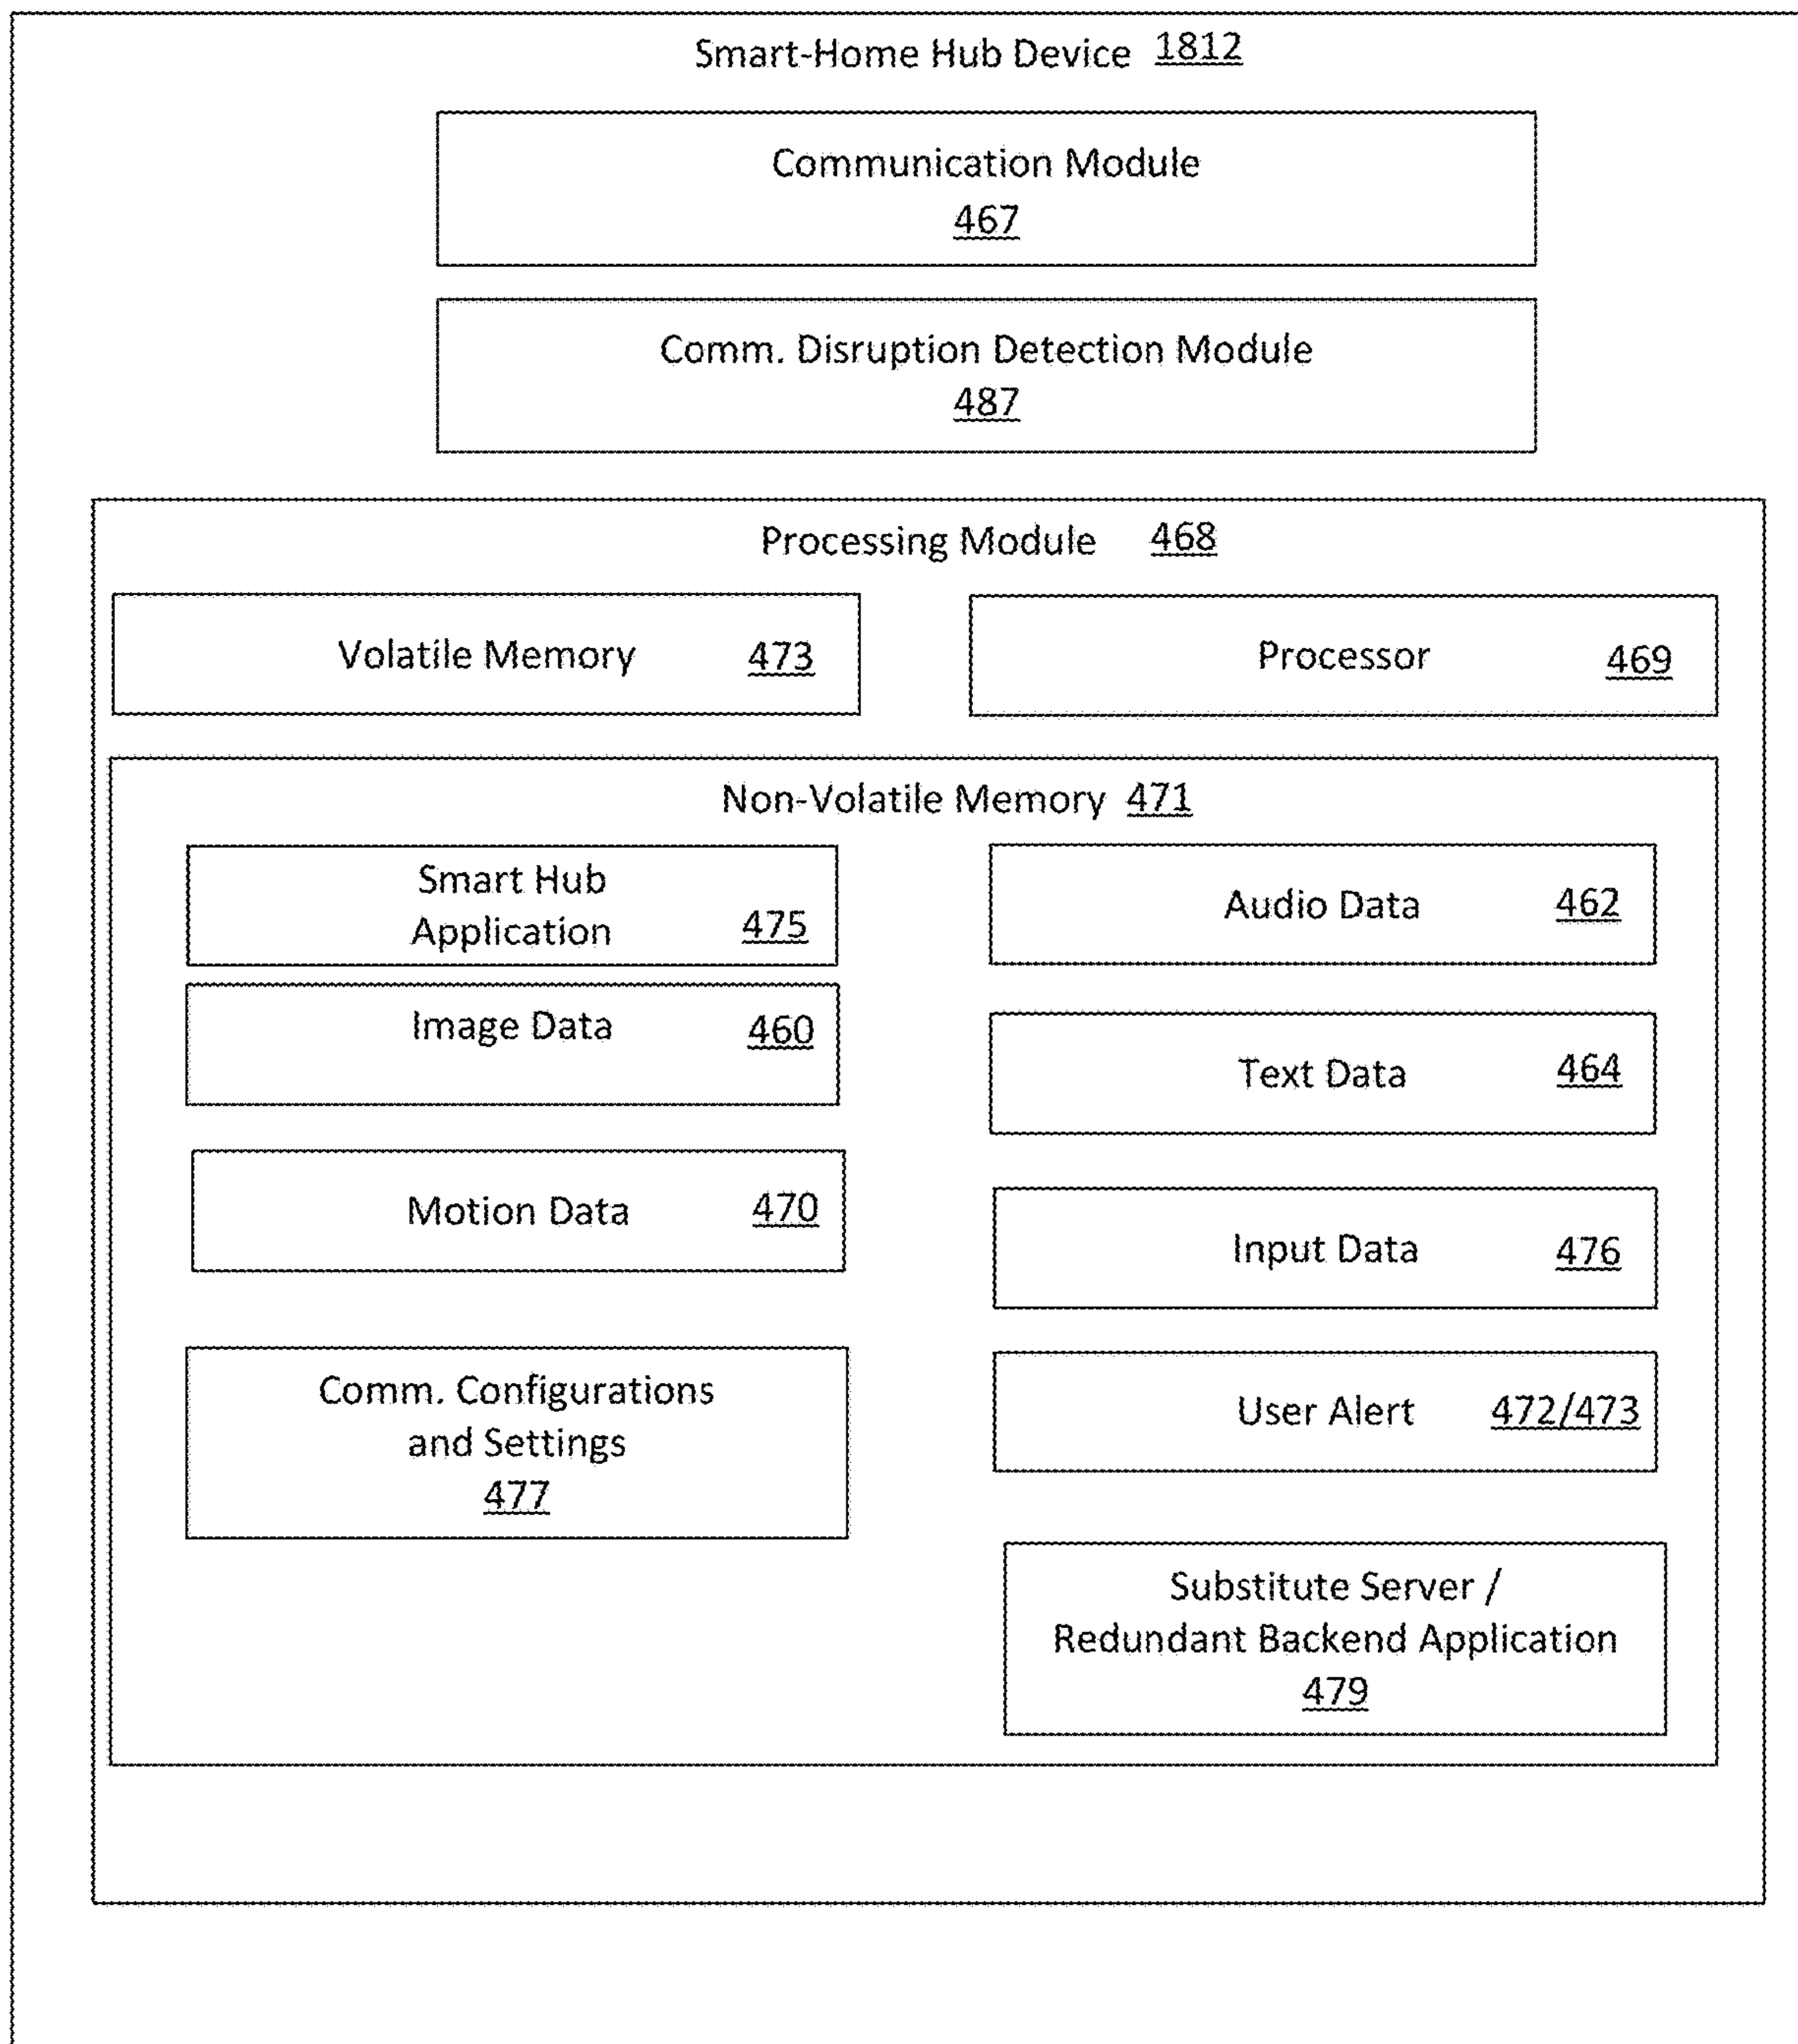 Smart-Home Hub Device 1812
Communication Module
467
Comm. Disruption Detection Module
487
Processing Module 468
Volatile Memory 473
Processor 469
Non-Volatile Memory 471
Smart Hub
Application 475
Audio Data 462
Image Data 460
Text Data 464
Motion Data 470
Input Data 476
Comm. Configurations
and Settings
477
User Alert 472/473
Substitute Server /
Redundant Backend Application
479